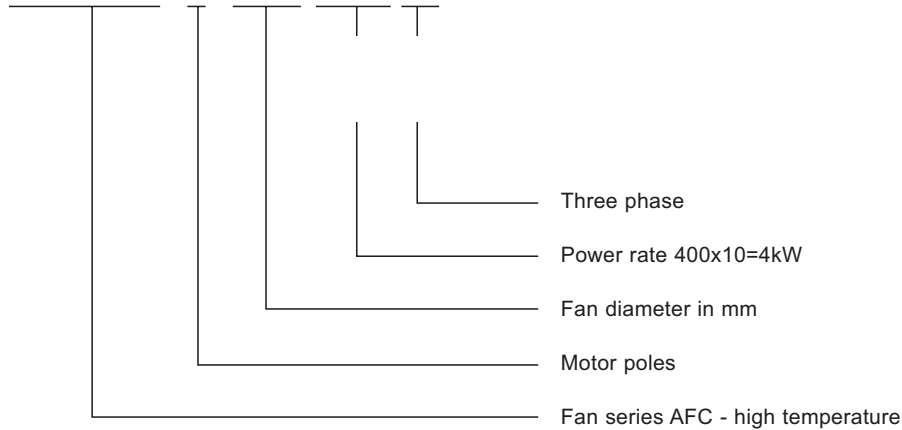 Three phase
Power rate 400x10=4kW
Fan diameter in mm
Motor poles
Fan series AFC - high temperature